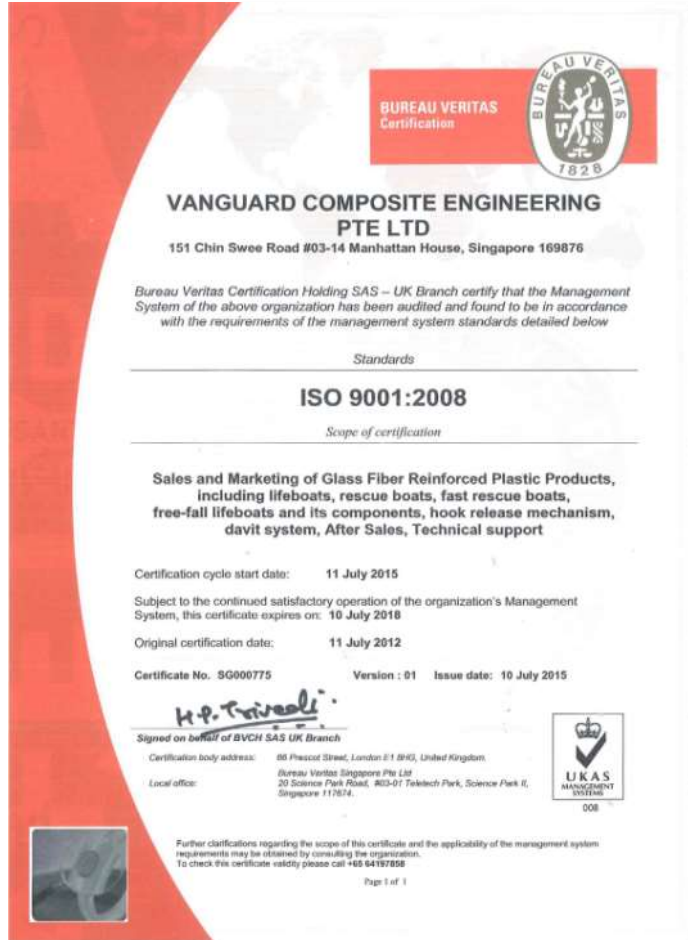 BUREAU VERITAS
Certification
BUREAU VERITAS
1828
VANGUARD COMPOSITE ENGINEERING
PTE LTD
151 Chin Swee Road #03-14 Manhattan House, Singapore 169876
Bureau Veritas Certification Holding SAS – UK Branch certify that the Management
System of the above organization has been audited and found to be in accordance
with the requirements of the management system standards detailed below
Standards
ISO 9001:2008
Scope of certification
Sales and Marketing of Glass Fiber Reinforced Plastic Products,
including lifeboats, rescue boats, fast rescue boats,
free-fall lifeboats and its components, hook release mechanism,
davit system, After Sales, Technical support
Certification cycle start date: 11 July 2015
Subject to the continued satisfactory operation of the organization's Management
System, this certificate expires on: 10 July 2018
Original certification date: 11 July 2012
Certificate No. SG000775 Version : 01 Issue date: 10 July 2015
H.P. Trivedi
Signed on behalf of BVCH SAS UK Branch
Certification body address: 66 Prescot Street, London E1 8HG, United Kingdom.
Local office: Bureau Veritas Singapore Pte Ltd
20 Science Park Road, #03-01 Teletech Park, Science Park II,
Singapore 117674.
UKAS
MANAGEMENT
SYSTEMS
008
Further clarifications regarding the scope of this certificate and the applicability of the management system
requirements may be obtained by consulting the organization.
To check this certificate validity please call +65 64197858
Page 1 of 1